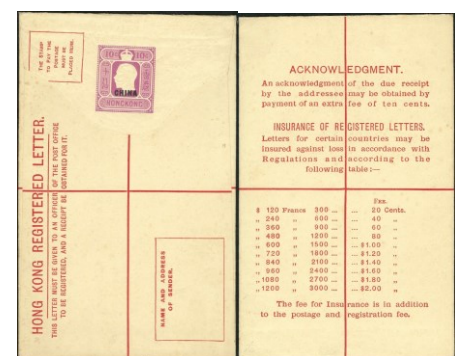 THE STAMP
TO PAY THE
POSTAGE
MUST BE
PLACED HERE.
10 10
CHINA
HONGKONG
HONG KONG REGISTERED LETTER.
THIS LETTER MUST BE GIVEN TO AN OFFICER OF THE POST OFFICE
TO BE REGISTERED, AND A RECEIPT BE OBTAINED FOR IT.
NAME AND ADDRESS
OF SENDER.
ACKNOWLEDGMENT.
An acknowledgment of the due receipt
by the addressee may be obtained by
payment of an extra fee of ten cents.
INSURANCE OF REGISTERED LETTERS.
Letters for certain countries may be
insured against loss in accordance with
Regulations and according to the
following table:—
FEE.
$ 120 Francs 300 ... ... 20 Cents.
„ 240 „ 600 ... ... 40 „
„ 360 „ 900 ... ... 60 „
„ 480 „ 1200 ... ... 80 „
„ 600 „ 1500 ... ... $1.00 „
„ 720 „ 1800 ... ... $1.20 „
„ 840 „ 2100 ... ... $1.40 „
„ 960 „ 2400 ... ... $1.60 „
„ 1080 „ 2700 ... ... $1.80 „
„ 1200 „ 3000 ... ... $2.00 „
The fee for Insurance is in addition
to the postage and registration fee.